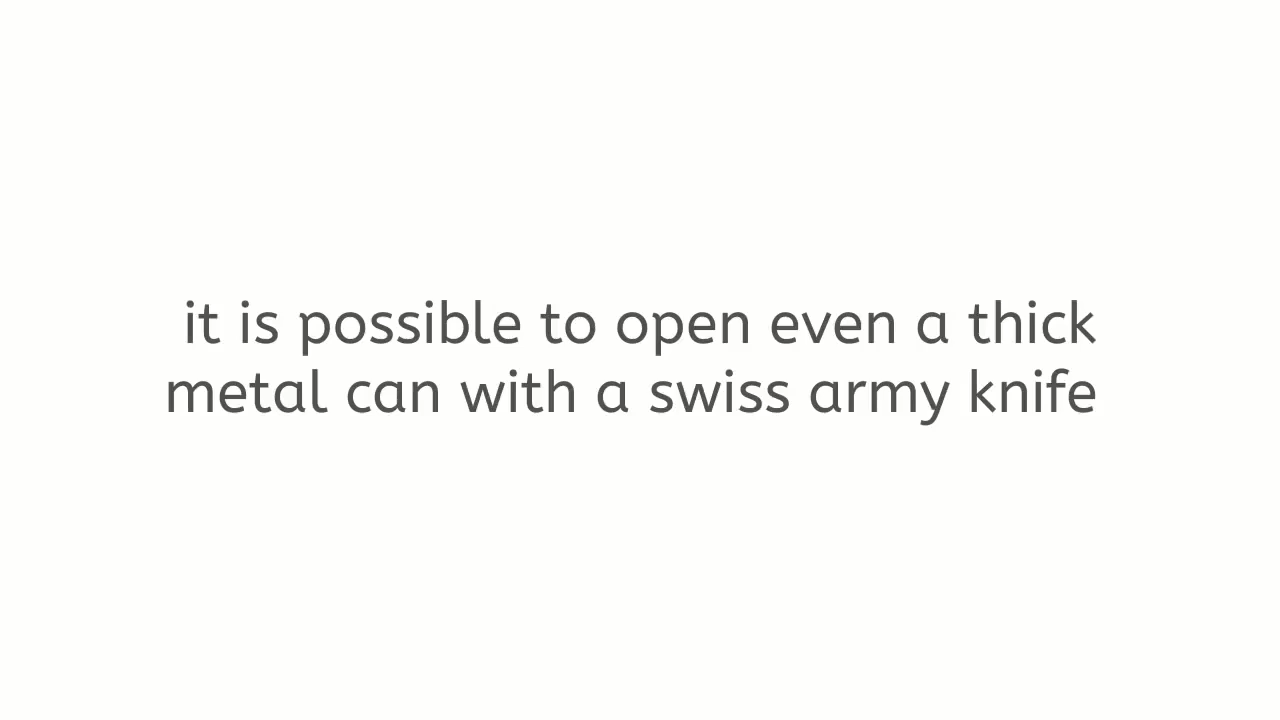 it is possible to open even a thick
metal can with a swiss army knife